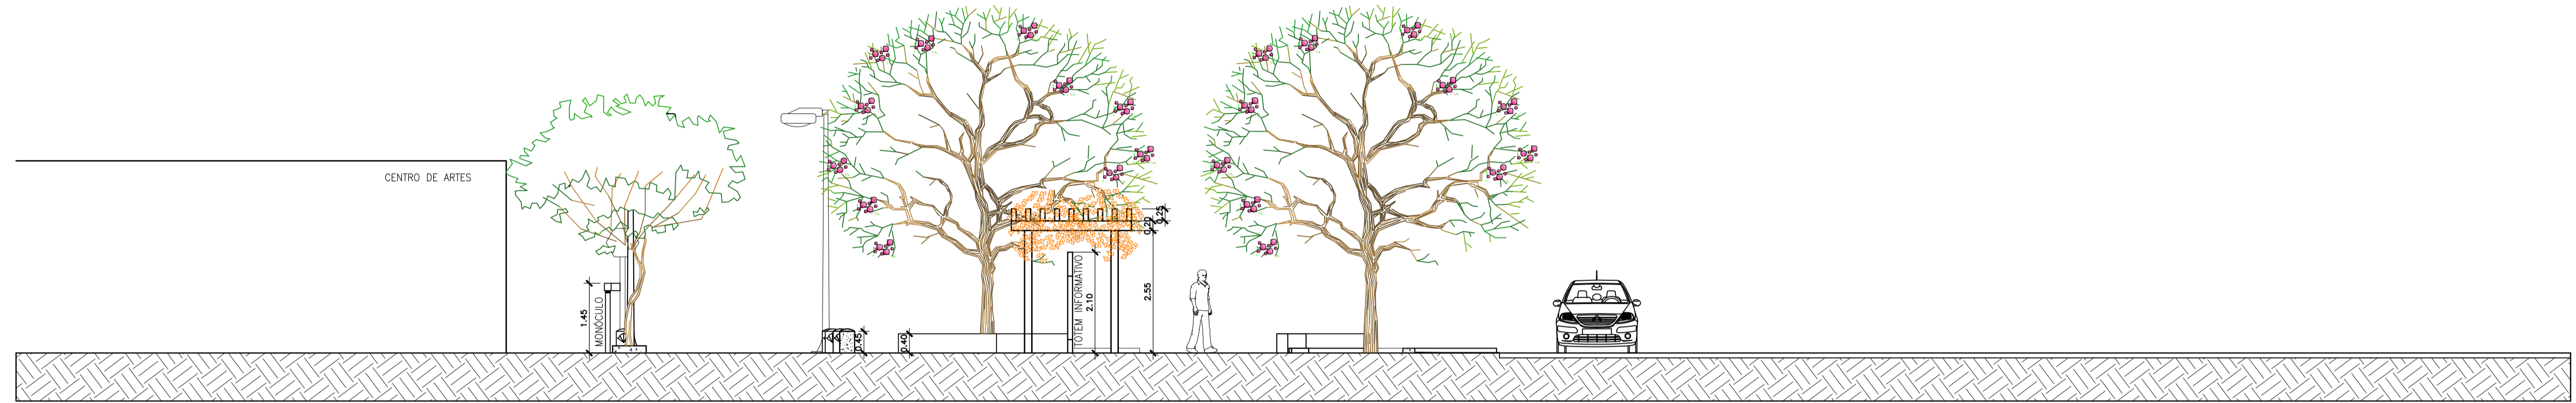 CENTRO DE ARTES
1.45
MONÓCULO
0.45
0.40
TOTEM INFORMATIVO
2.10
2.55
0.20
0.25